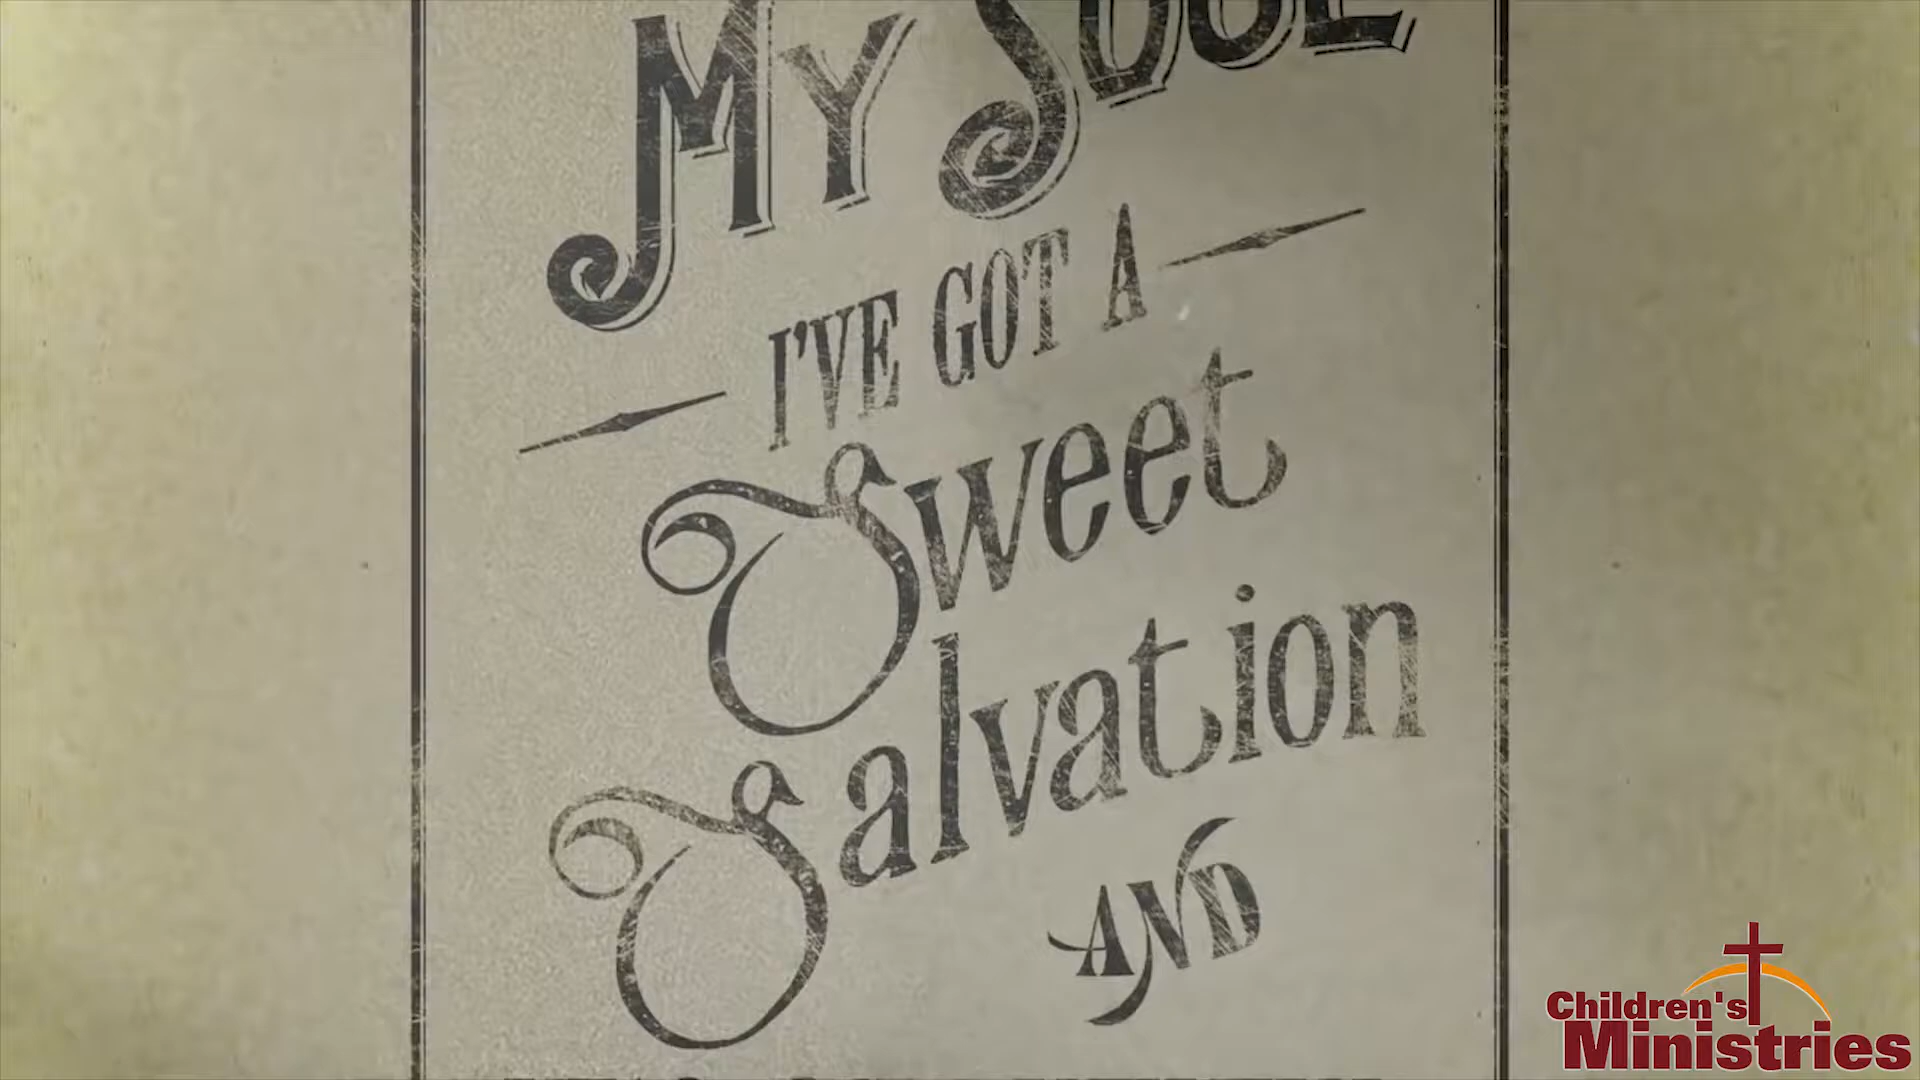 My Soul
I'VE GOT A
Sweet
Salvation
AND
Children's
Ministries